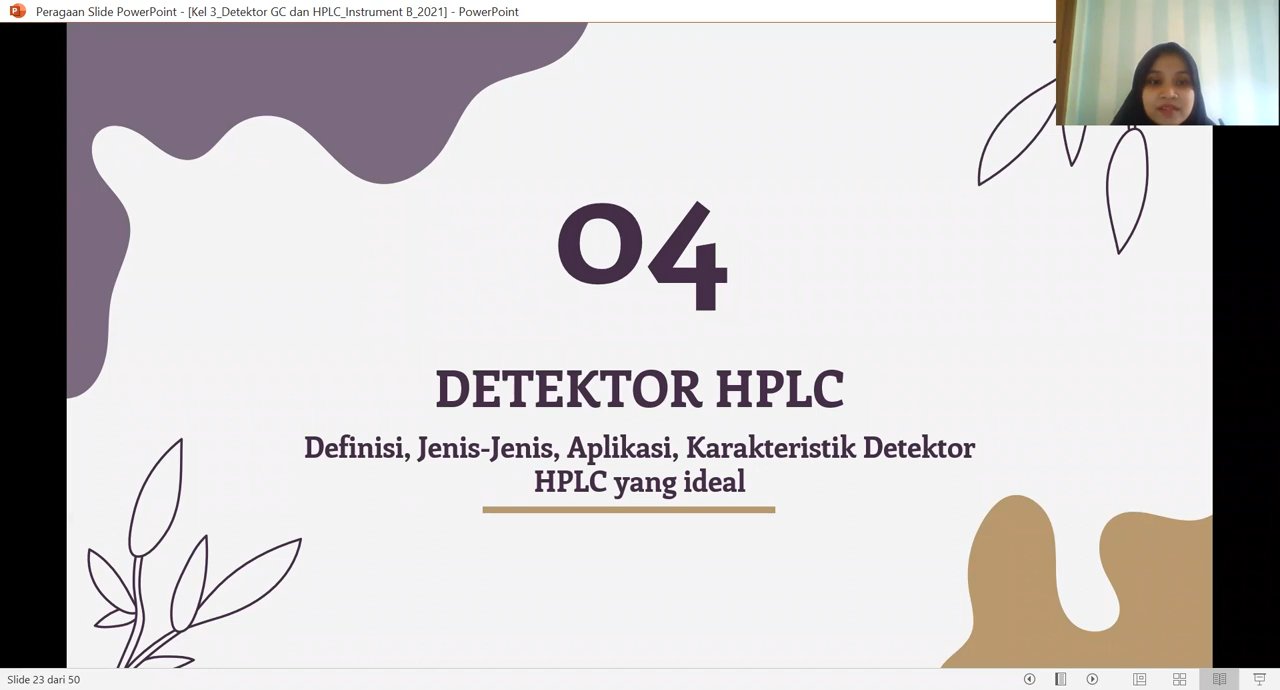 Peragaan Slide PowerPoint - [Kel 3_Detektor GC dan HPLC_Instrument B_2021] - PowerPoint
04
DETEKTOR HPLC
Definisi, Jenis-Jenis, Aplikasi, Karakteristik Detektor
HPLC yang ideal
Slide 23 dari 50